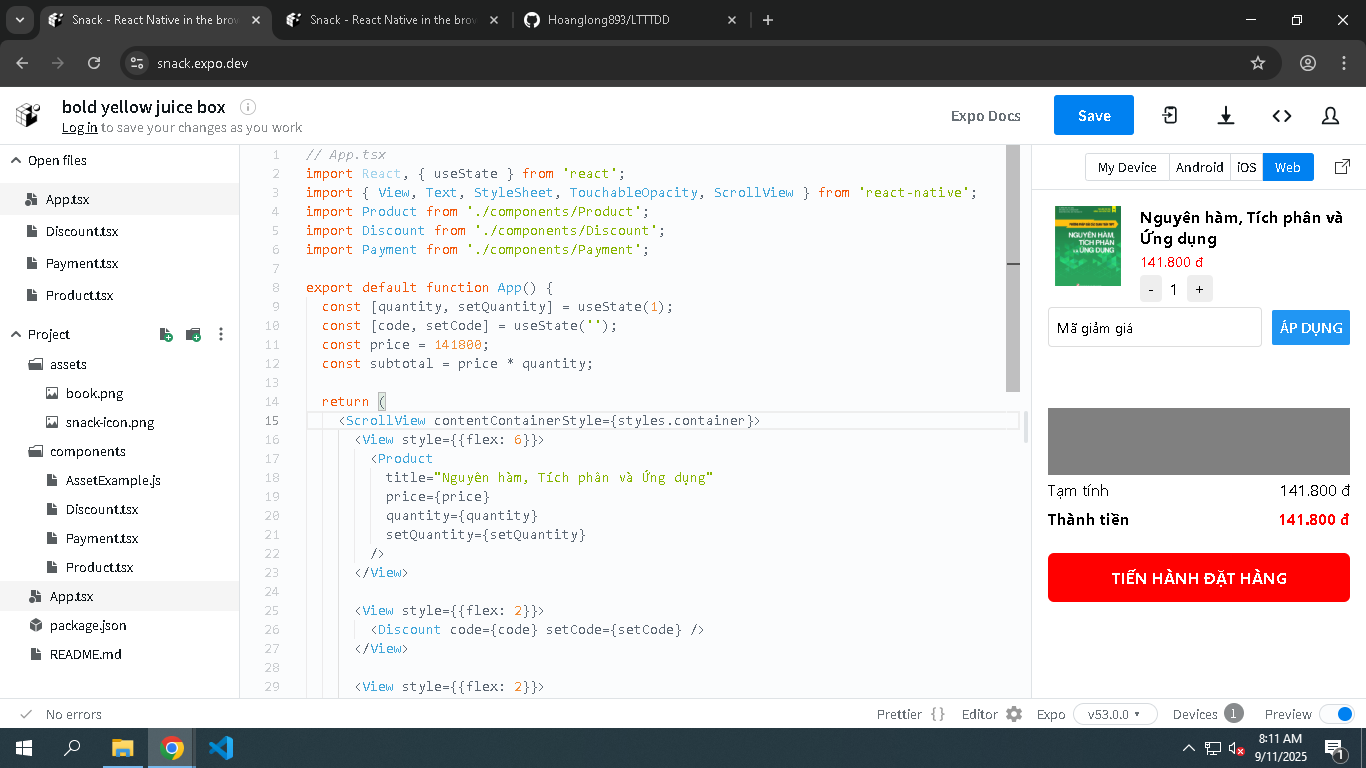 Snack - React Native in the brow
Snack - React Native in the brow
Hoanglong893/LTTTDD
snack.expo.dev
bold yellow juice box
Log in to save your changes as you work
Expo Docs
Save
Open files
App.tsx
Discount.tsx
Payment.tsx
Product.tsx
Project
assets
book.png
snack-icon.png
components
AssetExample.js
Discount.tsx
Payment.tsx
Product.tsx
App.tsx
package.json
README.md
1 // App.tsx
2 import React, { useState } from 'react';
3 import { View, Text, StyleSheet, TouchableOpacity, ScrollView } from 'react-native';
4 import Product from './components/Product';
5 import Discount from './components/Discount';
6 import Payment from './components/Payment';
7
8 export default function App() {
9 const [quantity, setQuantity] = useState(1);
10 const [code, setCode] = useState('');
11 const price = 141800;
12 const subtotal = price * quantity;
13
14 return (
15 <ScrollView contentContainerStyle={styles.container}>
16 <View style={{flex: 6}}>
17 <Product
18 title="Nguyên hàm, Tích phân và Ứng dụng"
19 price={price}
20 quantity={quantity}
21 setQuantity={setQuantity}
22 />
23 </View>
24
25 <View style={{flex: 2}}>
26 <Discount code={code} setCode={setCode} />
27 </View>
28
29 <View style={{flex: 2}}>
My Device
Android
iOS
Web
NGUYÊN HÀM,
TÍCH PHÂN
VÀ ỨNG DỤNG
Nguyên hàm, Tích phân và
Ứng dụng
141.800 đ
- 1 +
Mã giảm giá
ÁP DỤNG
Tạm tính 141.800 đ
Thành tiền 141.800 đ
TIẾN HÀNH ĐẶT HÀNG
No errors
Prettier {}
Editor
Expo
v53.0.0
Devices 1
Preview
8:11 AM
9/11/2025
1